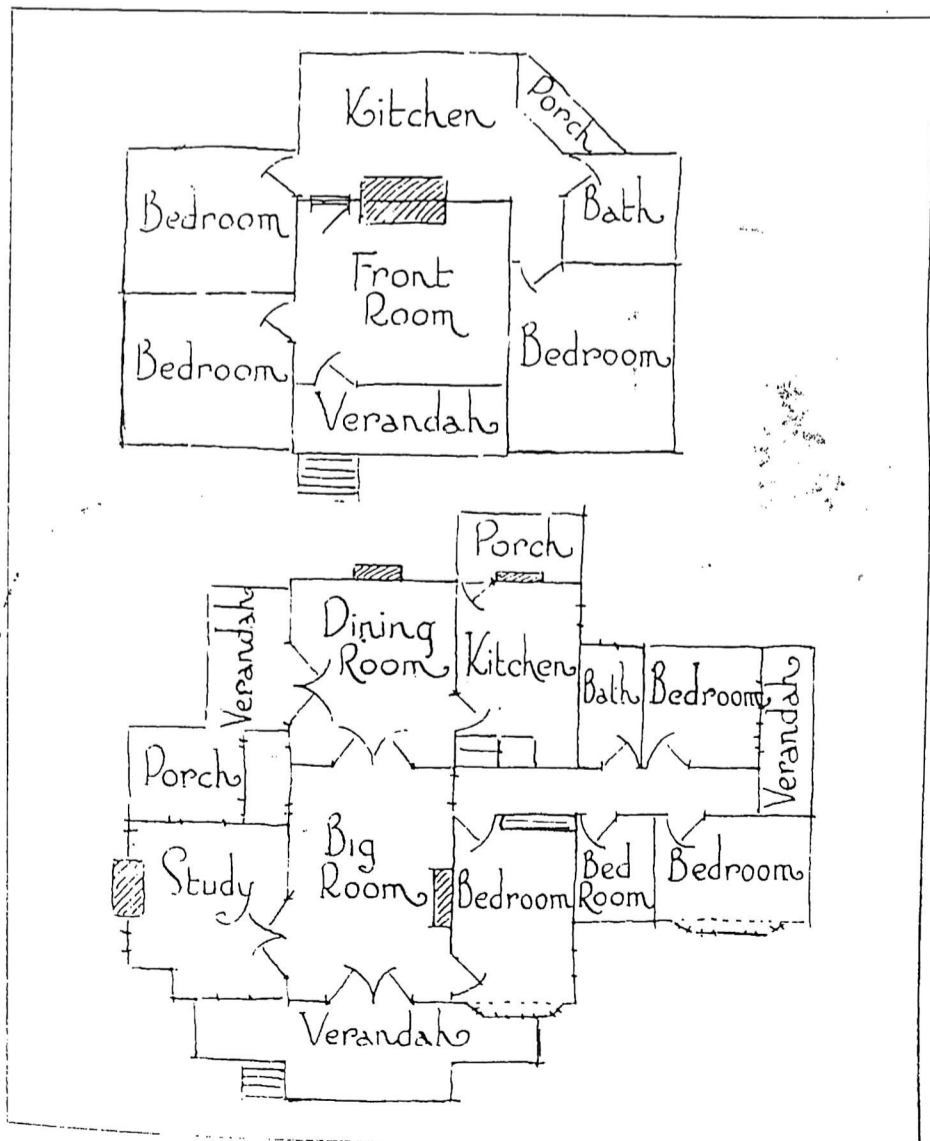 Kitchen
Porch
Bedroom
Bath
Front
Room
Bedroom
Bedroom
Verandah
Porch
Verandah
Dining
Room
Kitchen
Bath
Bedroom
Verandah
Porch
Study
Big
Room
Bedroom
Bed
Room
Bedroom
Verandah